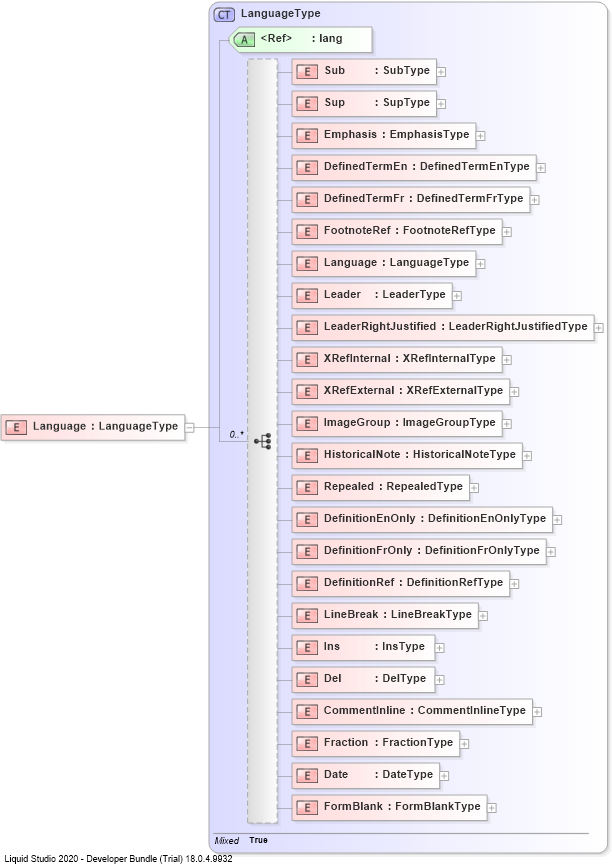 CT LanguageType
A <Ref> : lang
E Sub : SubType
E Sup : SupType
E Emphasis : EmphasisType
E DefinedTermEn : DefinedTermEnType
E DefinedTermFr : DefinedTermFrType
E FootnoteRef : FootnoteRefType
E Language : LanguageType
E Leader : LeaderType
E LeaderRightJustified : LeaderRightJustifiedType
E XRefInternal : XRefInternalType
E XRefExternal : XRefExternalType
E ImageGroup : ImageGroupType
E Language : LanguageType
0..*
E HistoricalNote : HistoricalNoteType
E Repealed : RepealedType
E DefinitionEnOnly : DefinitionEnOnlyType
E DefinitionFrOnly : DefinitionFrOnlyType
E DefinitionRef : DefinitionRefType
E LineBreak : LineBreakType
E Ins : InsType
E Del : DelType
E CommentInline : CommentInlineType
E Fraction : FractionType
E Date : DateType
E FormBlank : FormBlankType
Mixed True
Liquid Studio 2020 - Developer Bundle (Trial) 18.0.4.9932